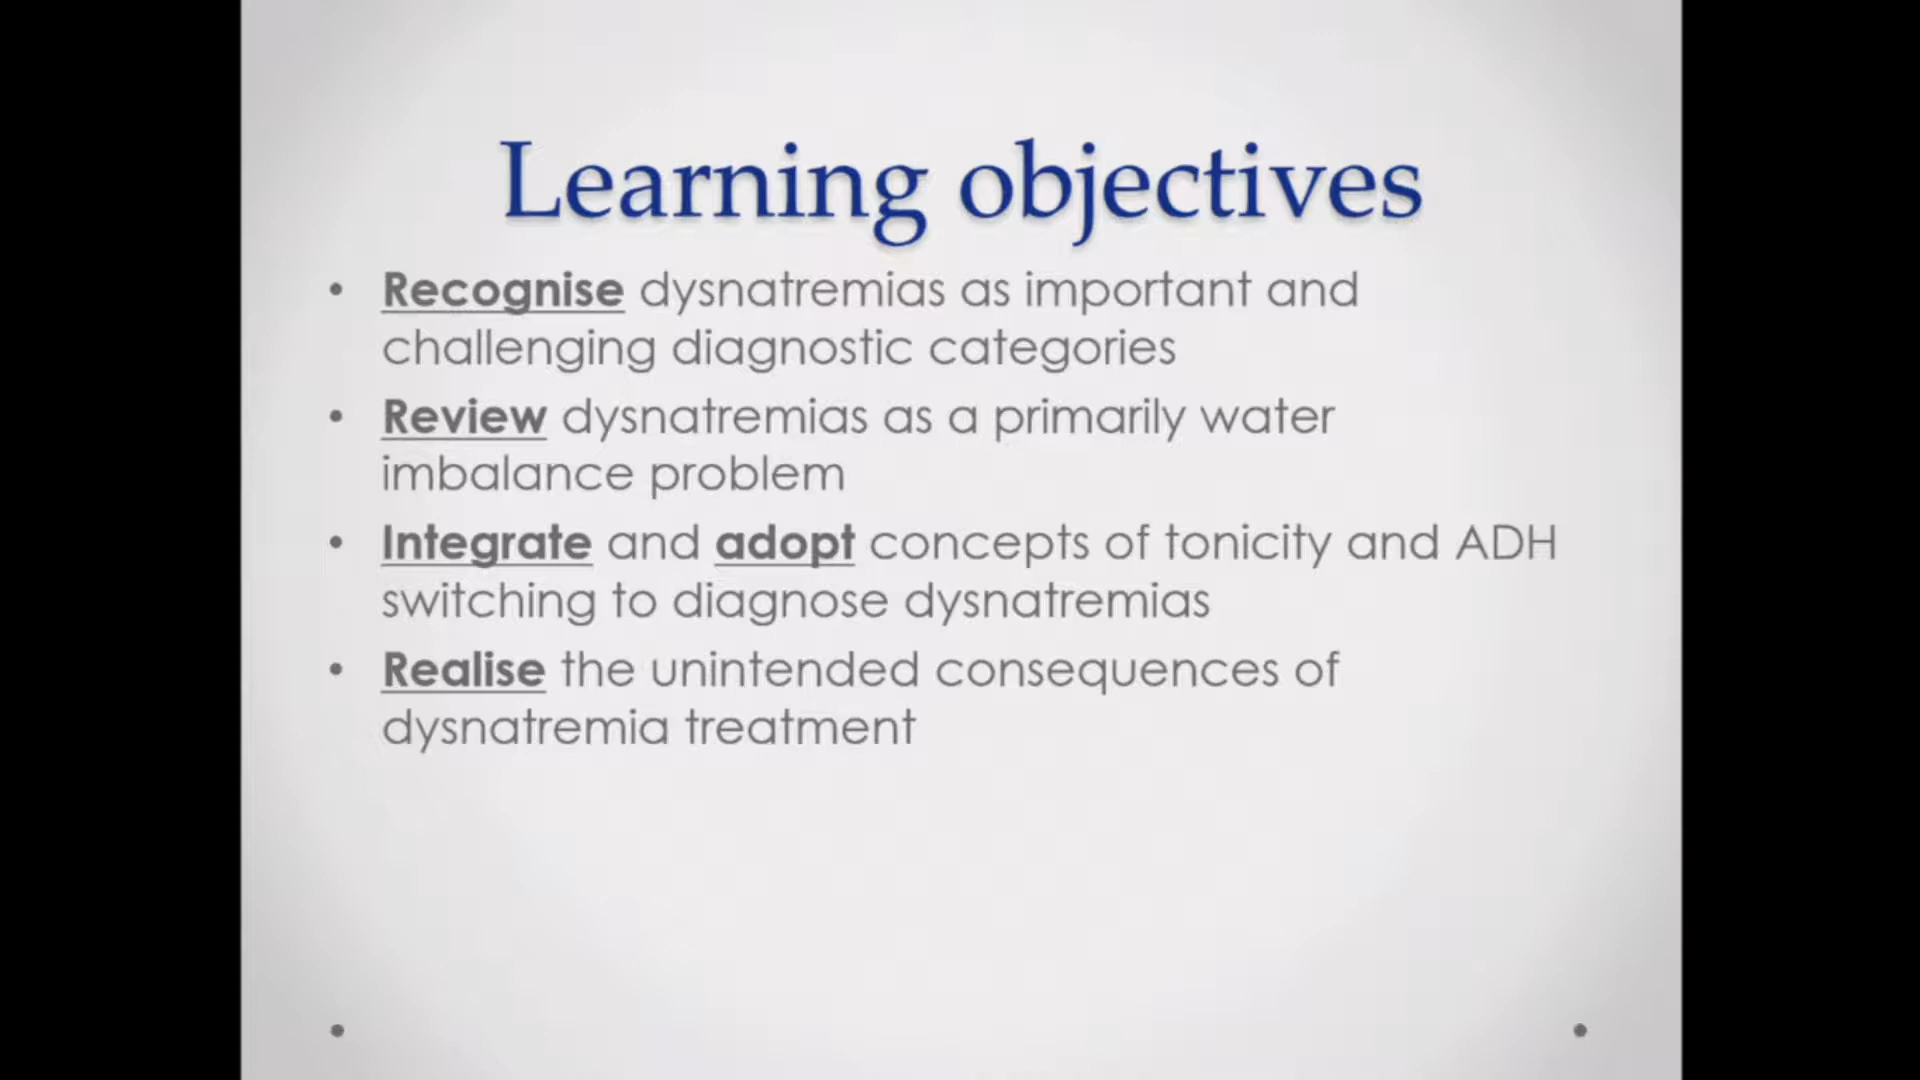 Learning objectives
• Recognise dysnatremias as important and
challenging diagnostic categories
• Review dysnatremias as a primarily water
imbalance problem
• Integrate and adopt concepts of tonicity and ADH
switching to diagnose dysnatremias
• Realise the unintended consequences of
dysnatremia treatment